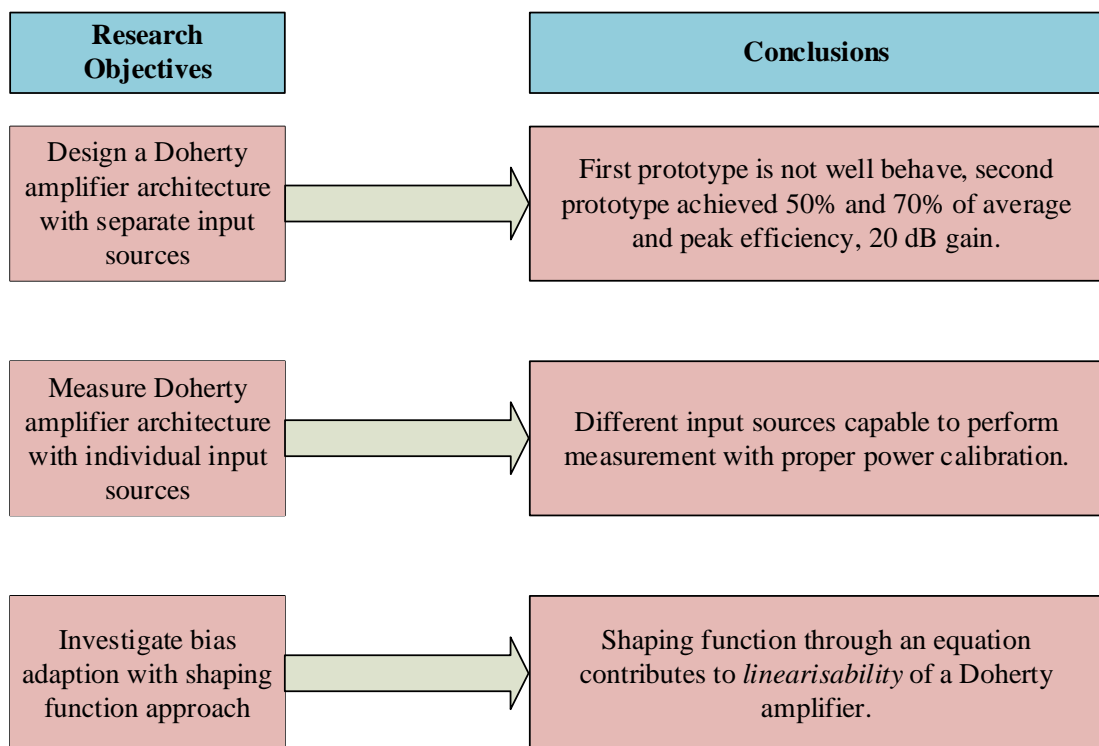 Research
Objectives
Conclusions
Design a Doherty
amplifier architecture
with separate input
sources
First prototype is not well behave, second
prototype achieved 50% and 70% of average
and peak efficiency, 20 dB gain.
Measure Doherty
amplifier architecture
with individual input
sources
Different input sources capable to perform
measurement with proper power calibration.
Investigate bias
adaption with shaping
function approach
Shaping function through an equation
contributes to linearisability of a Doherty
amplifier.